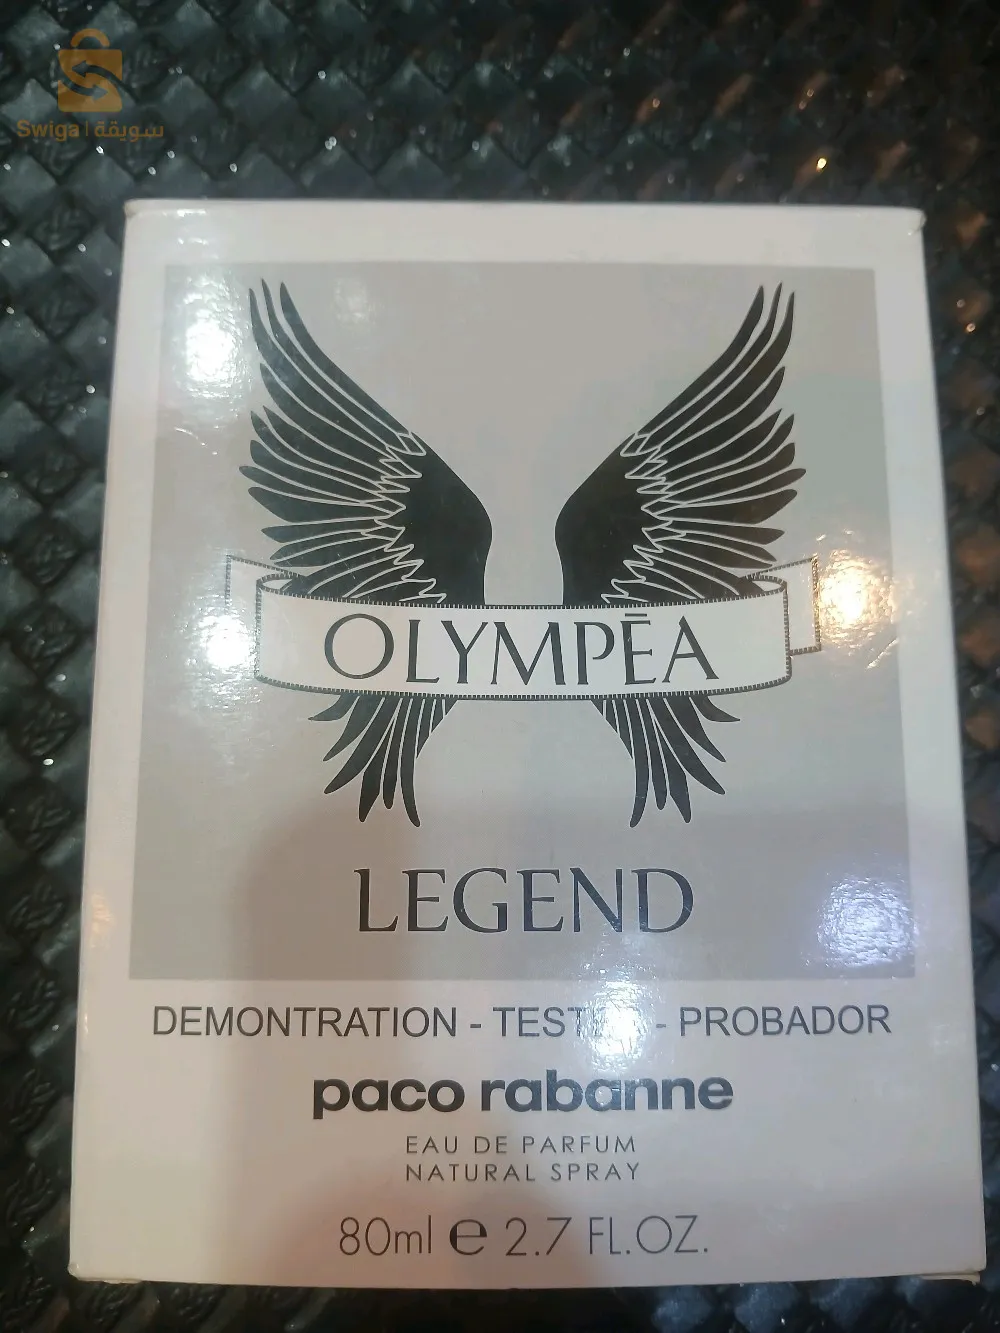 Swiga | سويقة
OLYMPĒA
LEGEND
DEMONTRATION - - PROBADOR
paco rabanne
EAU DE PARFUM
NATURAL SPRAY
80ml e 2.7 FL.OZ.